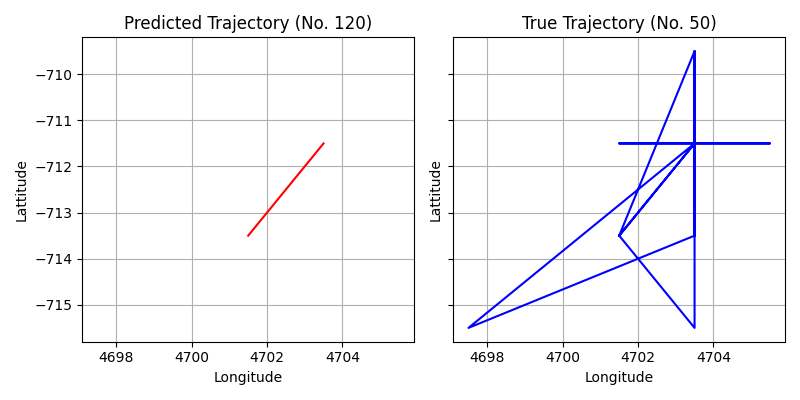 Predicted Trajectory (No. 120)
Lattitude
−710
−711
−712
−713
−714
−715
4698
4700
4702
4704
Longitude
True Trajectory (No. 50)
Lattitude
4698
4700
4702
4704
Longitude